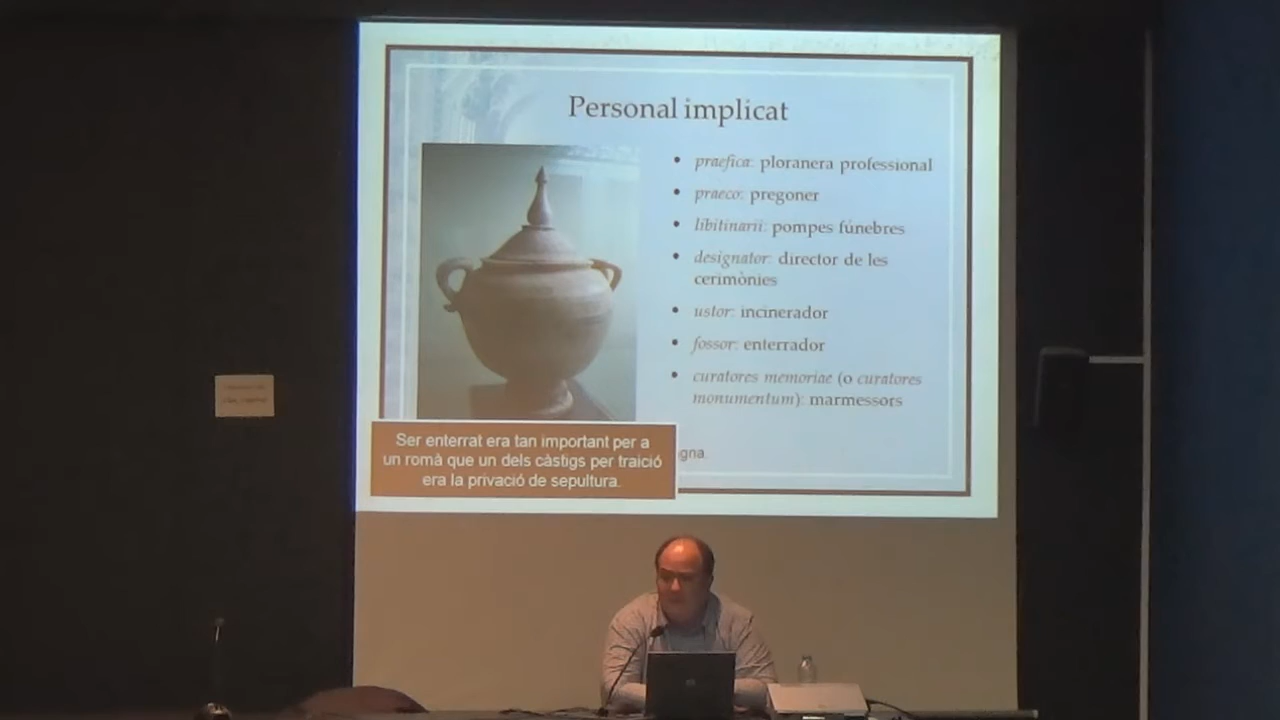 Personal implicat
• praefica: ploranera professional
• praeco: pregoner
• libitinarii: pompes fúnebres
• designator: director de les
cerimònies
• ustor: incinerador
• fossor: enterrador
• curatores memoriae (o curatores
monumentum): marmessors
gna.
Ser enterrat era tan important per a
un romà que un dels càstigs per traició
era la privació de sepultura.